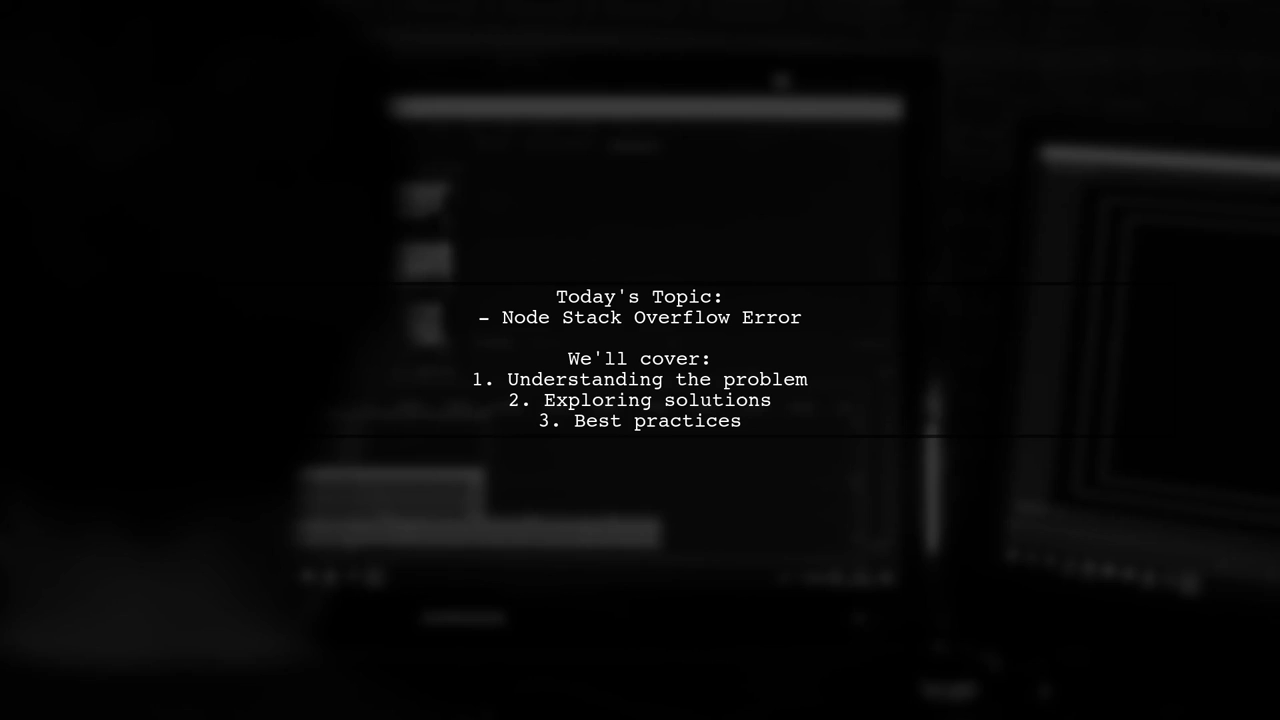 Today's Topic:
- Node Stack Overflow Error
We'll cover:
1. Understanding the problem
2. Exploring solutions
3. Best practices